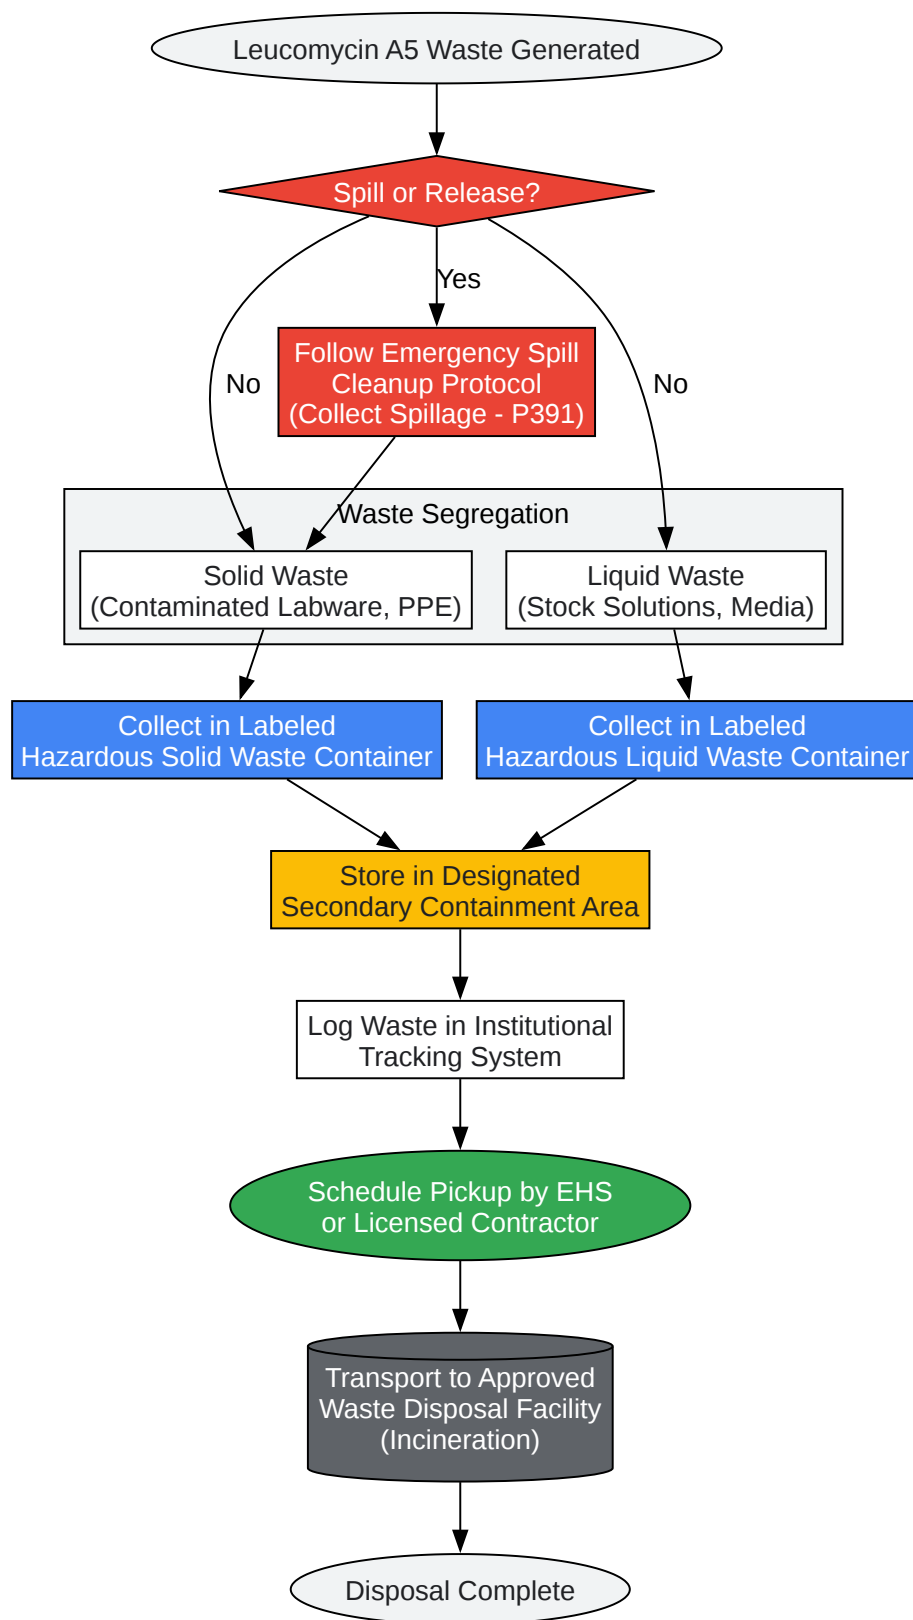 Leucomycin A5 Waste Generated
Spill or Release?
Yes
Follow Emergency Spill
Cleanup Protocol
(Collect Spillage - P391)
No
No
Waste Segregation
Solid Waste
(Contaminated Labware, PPE)
Liquid Waste
(Stock Solutions, Media)
Collect in Labeled
Hazardous Solid Waste Container
Collect in Labeled
Hazardous Liquid Waste Container
Store in Designated
Secondary Containment Area
Log Waste in Institutional
Tracking System
Schedule Pickup by EHS
or Licensed Contractor
Transport to Approved
Waste Disposal Facility
(Incineration)
Disposal Complete